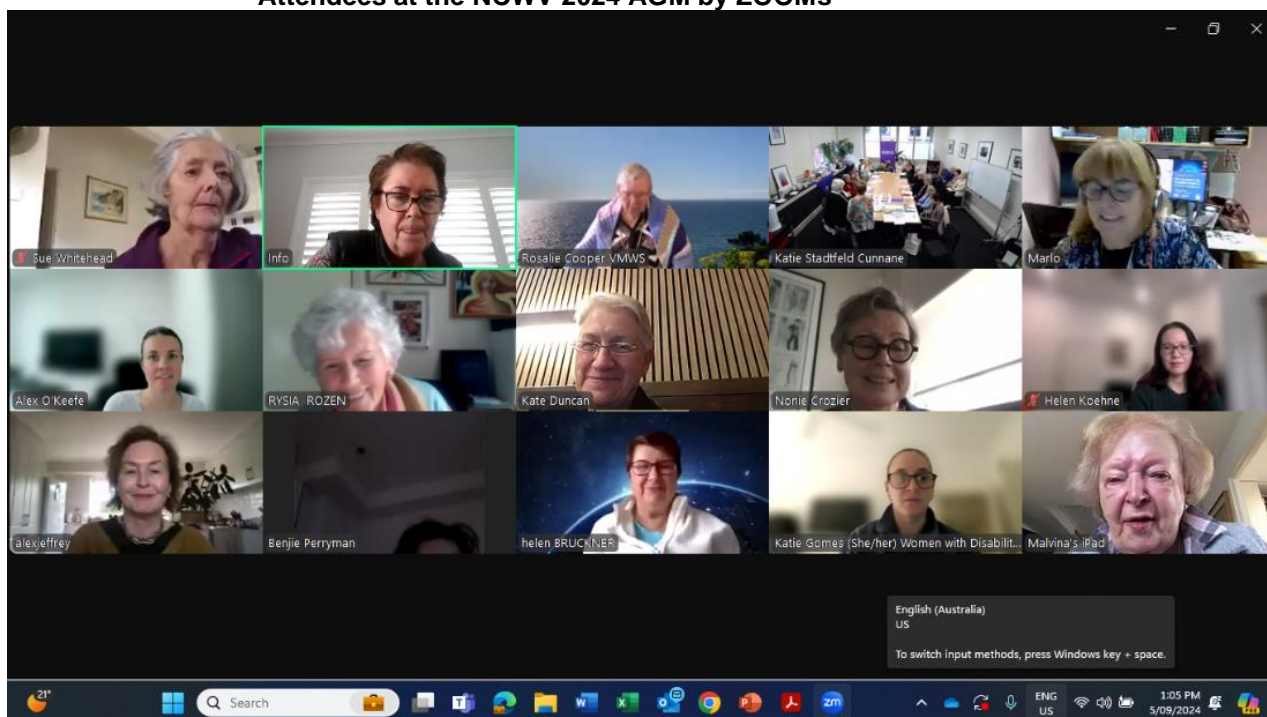 Attendees at the NCWV 2024 AGM by ZOOMs
Sue Whitehead
Info
Rosalie Cooper VMWS
Katie Stadtfeld Cunnane
Marlo
Alex O'Keefe
RYSIA ROZEN
Kate Duncan
Nonie Crozier
Helen Koehne
alexjeffrey
Benjie Perryman
helen BRUCKNER
Katie Gomes (She/her) Women with Disabilit...
Malvina's iPad
English (Australia)
US
To switch input methods, press Windows key + space.
21°
Search
zm
ENG
US
1:05 PM
5/09/2024